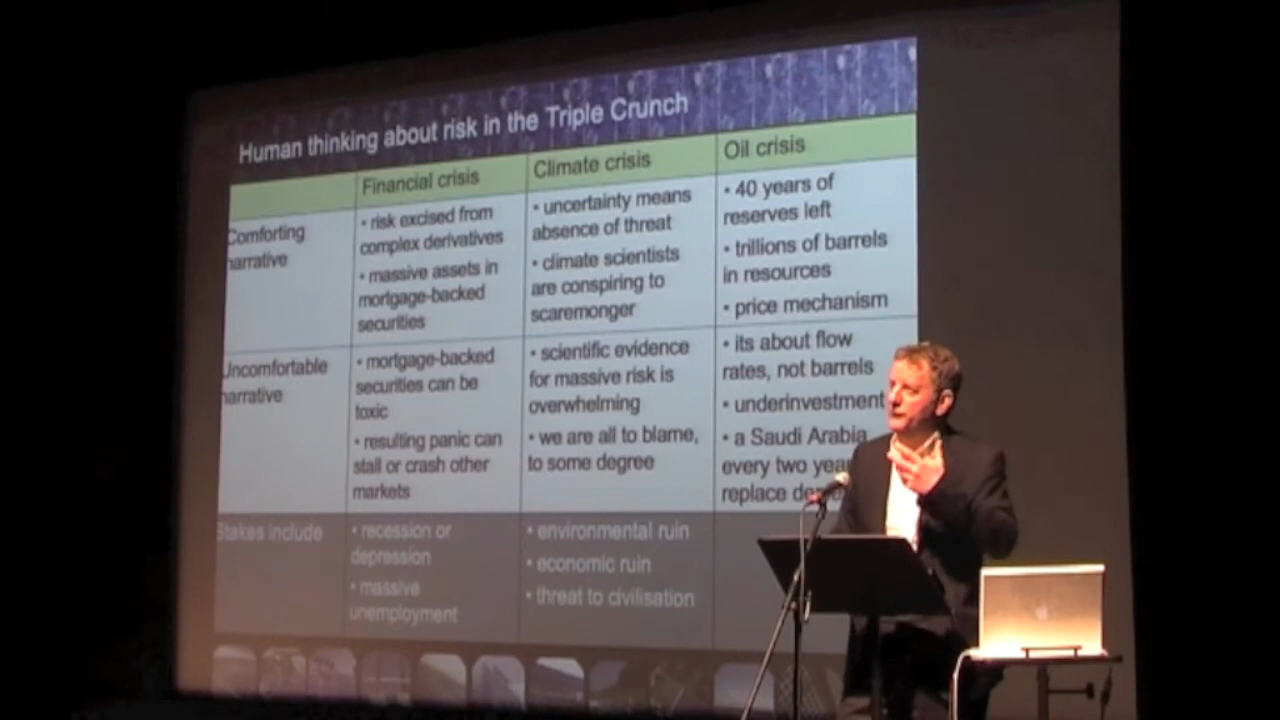 Human thinking about risk in the Triple Crunch
Financial crisis
Climate crisis
Oil crisis
Comforting
narrative
• risk excised from
complex derivatives
• massive assets in
mortgage-backed
securities
• uncertainty means
absence of threat
• climate scientists
are conspiring to
scaremonger
• 40 years of
reserves left
• trillions of barrels
in resources
• price mechanism
Uncomfortable
narrative
• mortgage-backed
securities can be
toxic
• resulting panic can
stall or crash other
markets
• scientific evidence
for massive risk is
overwhelming
• we are all to blame,
to some degree
• its about flow
rates, not barrels
• underinvestment
• a Saudi Arabia
every two
replace
Stakes include
• recession or
depression
• massive
unemployment
• environmental ruin
• economic ruin
• threat to civilisation